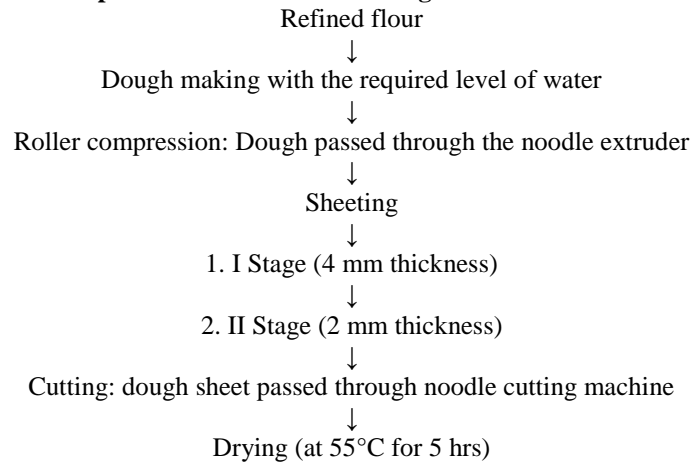 Refined flour
↓
Dough making with the required level of water
↓
Roller compression: Dough passed through the noodle extruder
↓
Sheeting
↓
1. I Stage (4 mm thickness)
↓
2. II Stage (2 mm thickness)
↓
Cutting: dough sheet passed through noodle cutting machine
↓
Drying (at 55°C for 5 hrs)